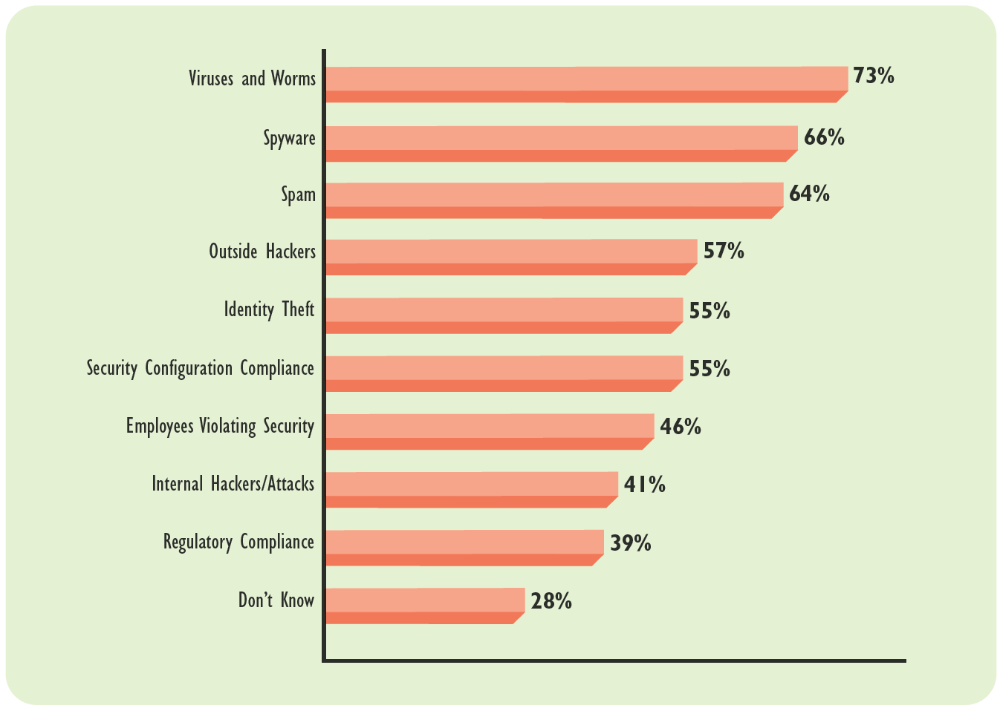 Viruses and Worms 73%
Spyware 66%
Spam 64%
Outside Hackers 57%
Identity Theft 55%
Security Configuration Compliance 55%
Employees Violating Security 46%
Internal Hackers/Attacks 41%
Regulatory Compliance 39%
Don't Know 28%